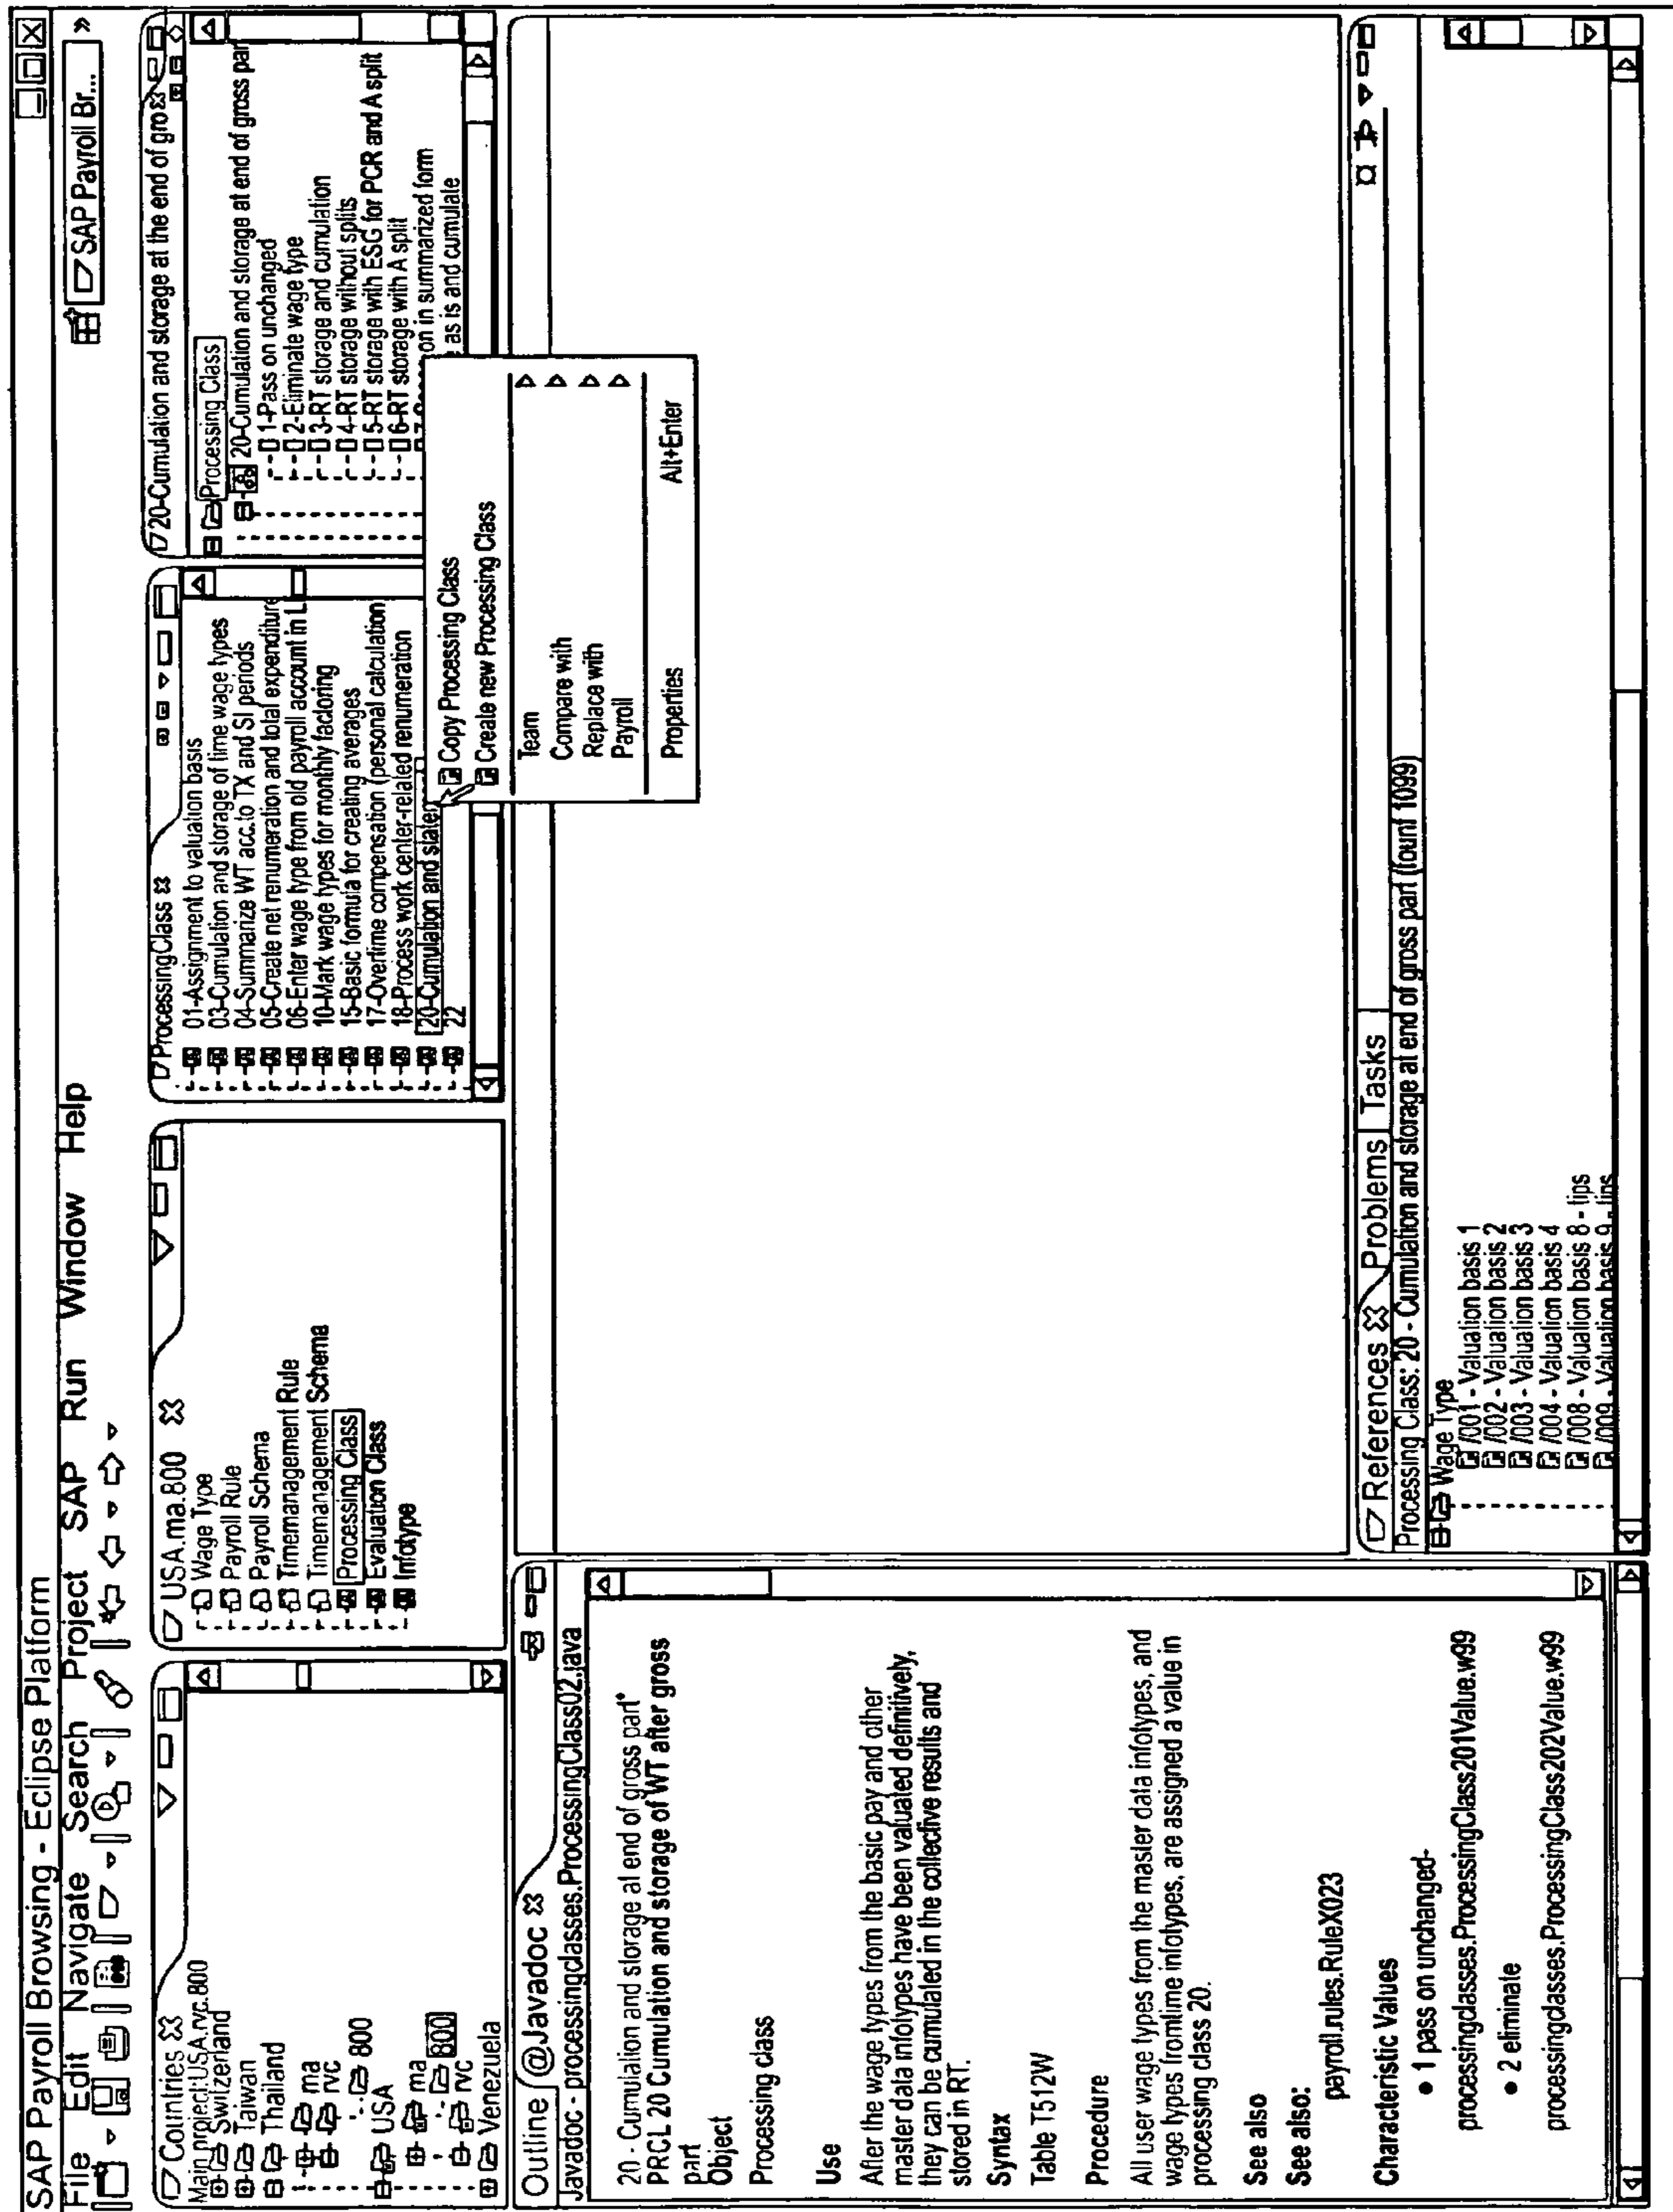 SAP Payroll Browsing - Eclipse Platform
File Edit Navigate Search Project SAP Run Window Help
SAP Payroll Br... »
Countries
Main project:USA.rvc.800
Switzerland
Taiwan
Thailand
ma
rvc
800
USA
ma
800
rvc
Venezuela
USA.ma.800
Wage Type
Payroll Rule
Payroll Schema
Timemanagement Rule
Timemanagement Schema
Processing Class
Evaluation Class
Infotype
ProcessingClass
01-Assignment to valuation basis
03-Cumulation and storage of time wage types
04-Summarize WT acc.to TX and SI periods
05-Create net renumeration and total expenditure
06-Enter wage type from old payroll account in L
10-Mark wage types for monthly factoring
15-Basic formula for creating averages
17-Overtime compensation (personal calculation
18-Process work center-related renumeration
20-Cumulation and
22
20-Cumulation and storage at the end of gro
Processing Class
20-Cumulation and storage at end of gross par
1-Pass on unchanged
2-Eliminate wage type
3-RT storage and cumulation
4-RT storage without splits
5-RT storage with ESG for PCR and A split
6-RT storage with A split
on in summarized form
as is and cumulate
Copy Processing Class
Create new Processing Class
Team
Compare with
Replace with
Payroll
Properties Alt+Enter
Outline @Javadoc
Javadoc - processingclasses.ProcessingClass02.java
20 - Cumulation and storage at end of gross part"
PRCL 20 Cumulation and storage of WT after gross
part
Object
Processing class
Use
After the wage types from the basic pay and other
master data infotypes have been valuated definitively,
they can be cumulated in the collective results and
stored in RT.
Syntax
Table T512W
Procedure
All user wage types from the master data infotypes, and
wage types fromlime infotypes, are assigned a value in
processing class 20.
See also
See also:
payroll.rules.RuleX023
Characteristic Values
• 1 pass on unchanged-
processingclasses.ProcessingClass201Value.w99
• 2 eliminate
processingclasses.ProcessingClass202Value.w99
References Problems Tasks
Processing Class: 20 - Cumulation and storage at end of gross part (fount 1099)
Wage Type
/001 - Valuation basis 1
/002 - Valuation basis 2
/003 - Valuation basis 3
/004 - Valuation basis 4
/008 - Valuation basis 8 - tips
/009 - Valuation basis 9 - tips